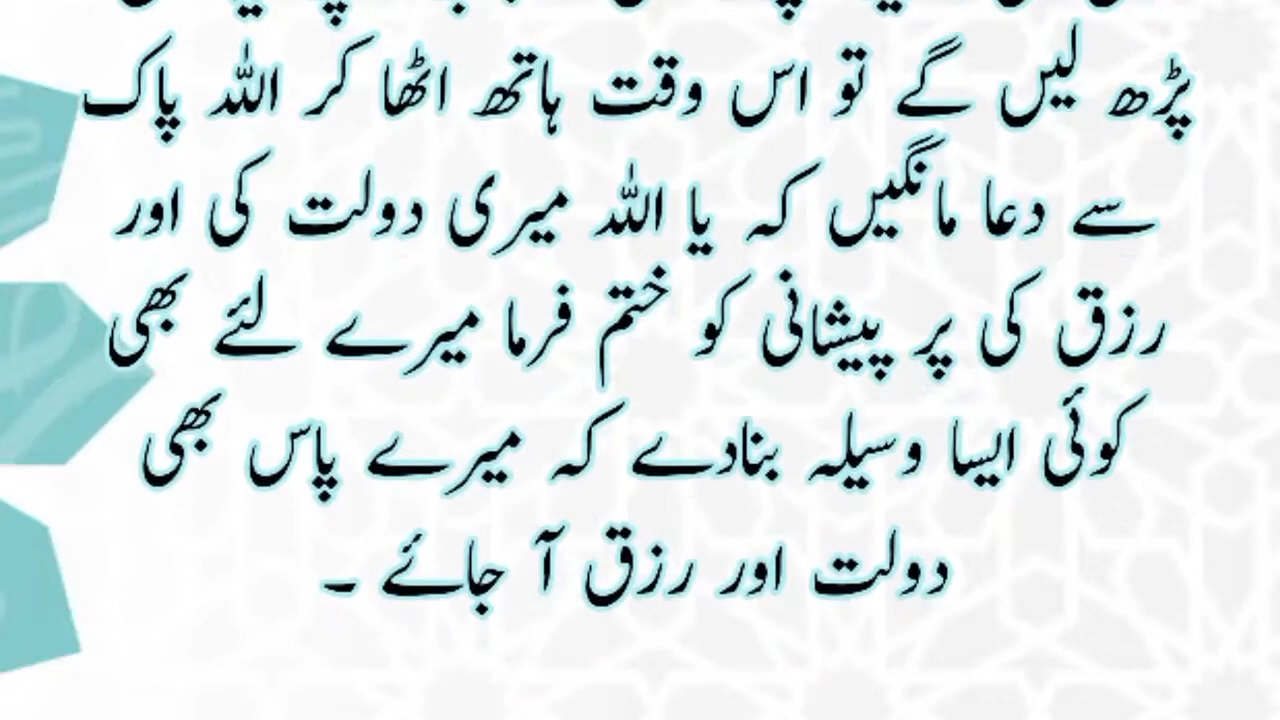 پڑھ لیں گے تو اس وقت ہاتھ اٹھا کر اللہ پاک
سے دعا مانگیں کہ یا اللہ میری دولت کی اور
رزق کی پر پیشانی کو ختم فرما میرے لئے بھی
کوئی ایسا وسیلہ بنادے کہ میرے پاس بھی
دولت اور رزق آ جائے ۔